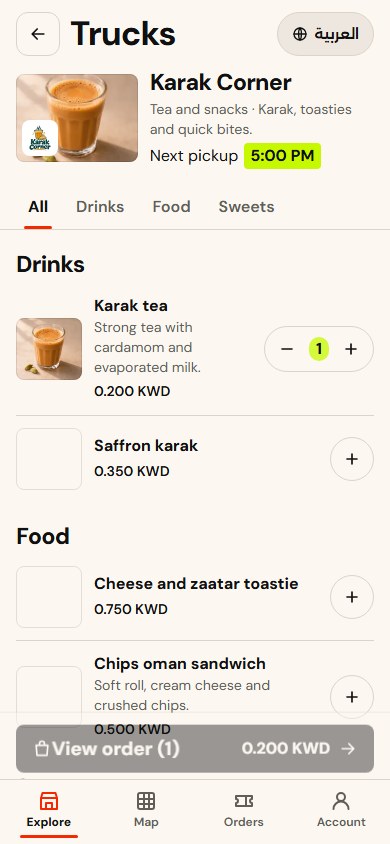 Trucks
العربية
Karak Corner
Tea and snacks · Karak, toasties
and quick bites.
Next pickup 5:00 PM
Karak
Corner
All
Drinks
Food
Sweets
Drinks
Karak tea
Strong tea with
cardamom and
evaporated milk.
0.200 KWD
1
Saffron karak
0.350 KWD
Food
Cheese and zaatar toastie
0.750 KWD
Chips oman sandwich
Soft roll, cream cheese and
crushed chips.
0.500 KWD
View order (1)
0.200 KWD
Explore
Map
Orders
Account